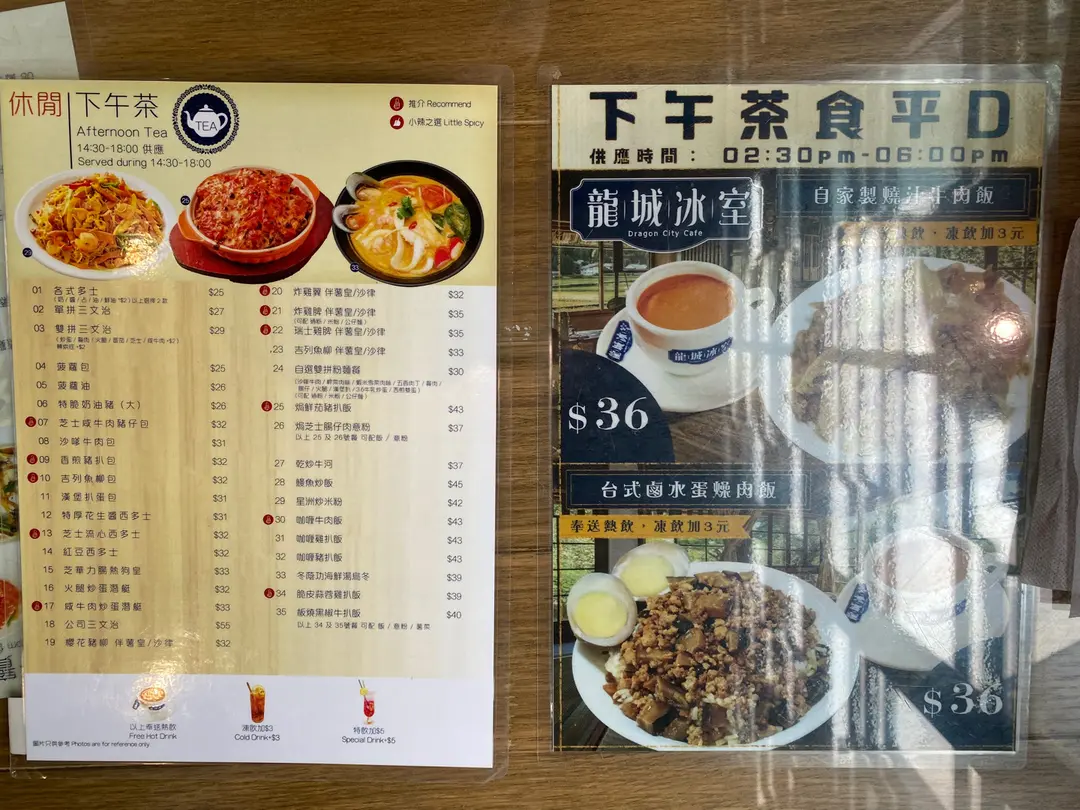 休閒
下午茶
Afternoon Tea
14:30-18:00 供應
Served during 14:30-18:00
TEA
推介 Recommend
小辣之選 Little Spicy
29
25
33
01 各式多士 $25
02 單拼三文治 $27
03 雙拼三文治 $29
04 菠蘿包 $25
05 菠蘿油 $26
06 特脆奶油豬（大） $26
07 芝士咸牛肉豬仔包 $32
08 沙嗲牛肉包 $31
09 香煎豬扒包 $32
10 吉列魚柳包 $32
11 漢堡扒蛋包 $31
12 特厚花生醬西多士 $31
13 芝士流心西多士 $32
14 紅豆西多士 $32
15 芝華力腸熱狗皇 $33
16 火腿炒蛋潛艇 $32
17 咸牛肉炒蛋潛艇 $33
18 公司三文治 $55
19 櫻花豬柳 伴薯皇/沙律 $32
20 炸雞翼 伴薯皇/沙律 $32
21 炸雞脾 伴薯皇/沙律 $35
22 瑞士雞脾 伴薯皇/沙律 $35
23 吉列魚柳 伴薯皇/沙律 $33
24 自選雙拼粉麵餐 $30
25 焗鮮茄豬扒飯 $43
26 焗芝士腸仔肉意粉 $37
以上 25 及 26號餐 可配飯 / 意粉
27 乾炒牛河 $37
28 鰻魚炒飯 $45
29 星洲炒米粉 $42
30 咖喱牛肉飯 $43
31 咖喱雞扒飯 $43
32 咖喱豬扒飯 $43
33 冬蔭功海鮮湯烏冬 $39
34 脆皮蒜蓉雞扒飯 $39
35 板燒黑椒牛扒飯 $40
以上 34 及 35號餐 可配 飯 / 意粉 / 薯菜
以上奉送熱飲
Free Hot Drink
凍飲加$3
Cold Drink+$3
特飲加$5
Special Drink+$5
圖片只供參考 Photos are for reference only
下午茶食平D
供應時間： 02:30pm-06:00pm
龍城冰室
Dragon City Cafe
自家製燒汁牛肉飯
熱飲，凍飲加3元
龍城冰室
$36
台式鹵水蛋燥肉飯
奉送熱飲，凍飲加3元
$36